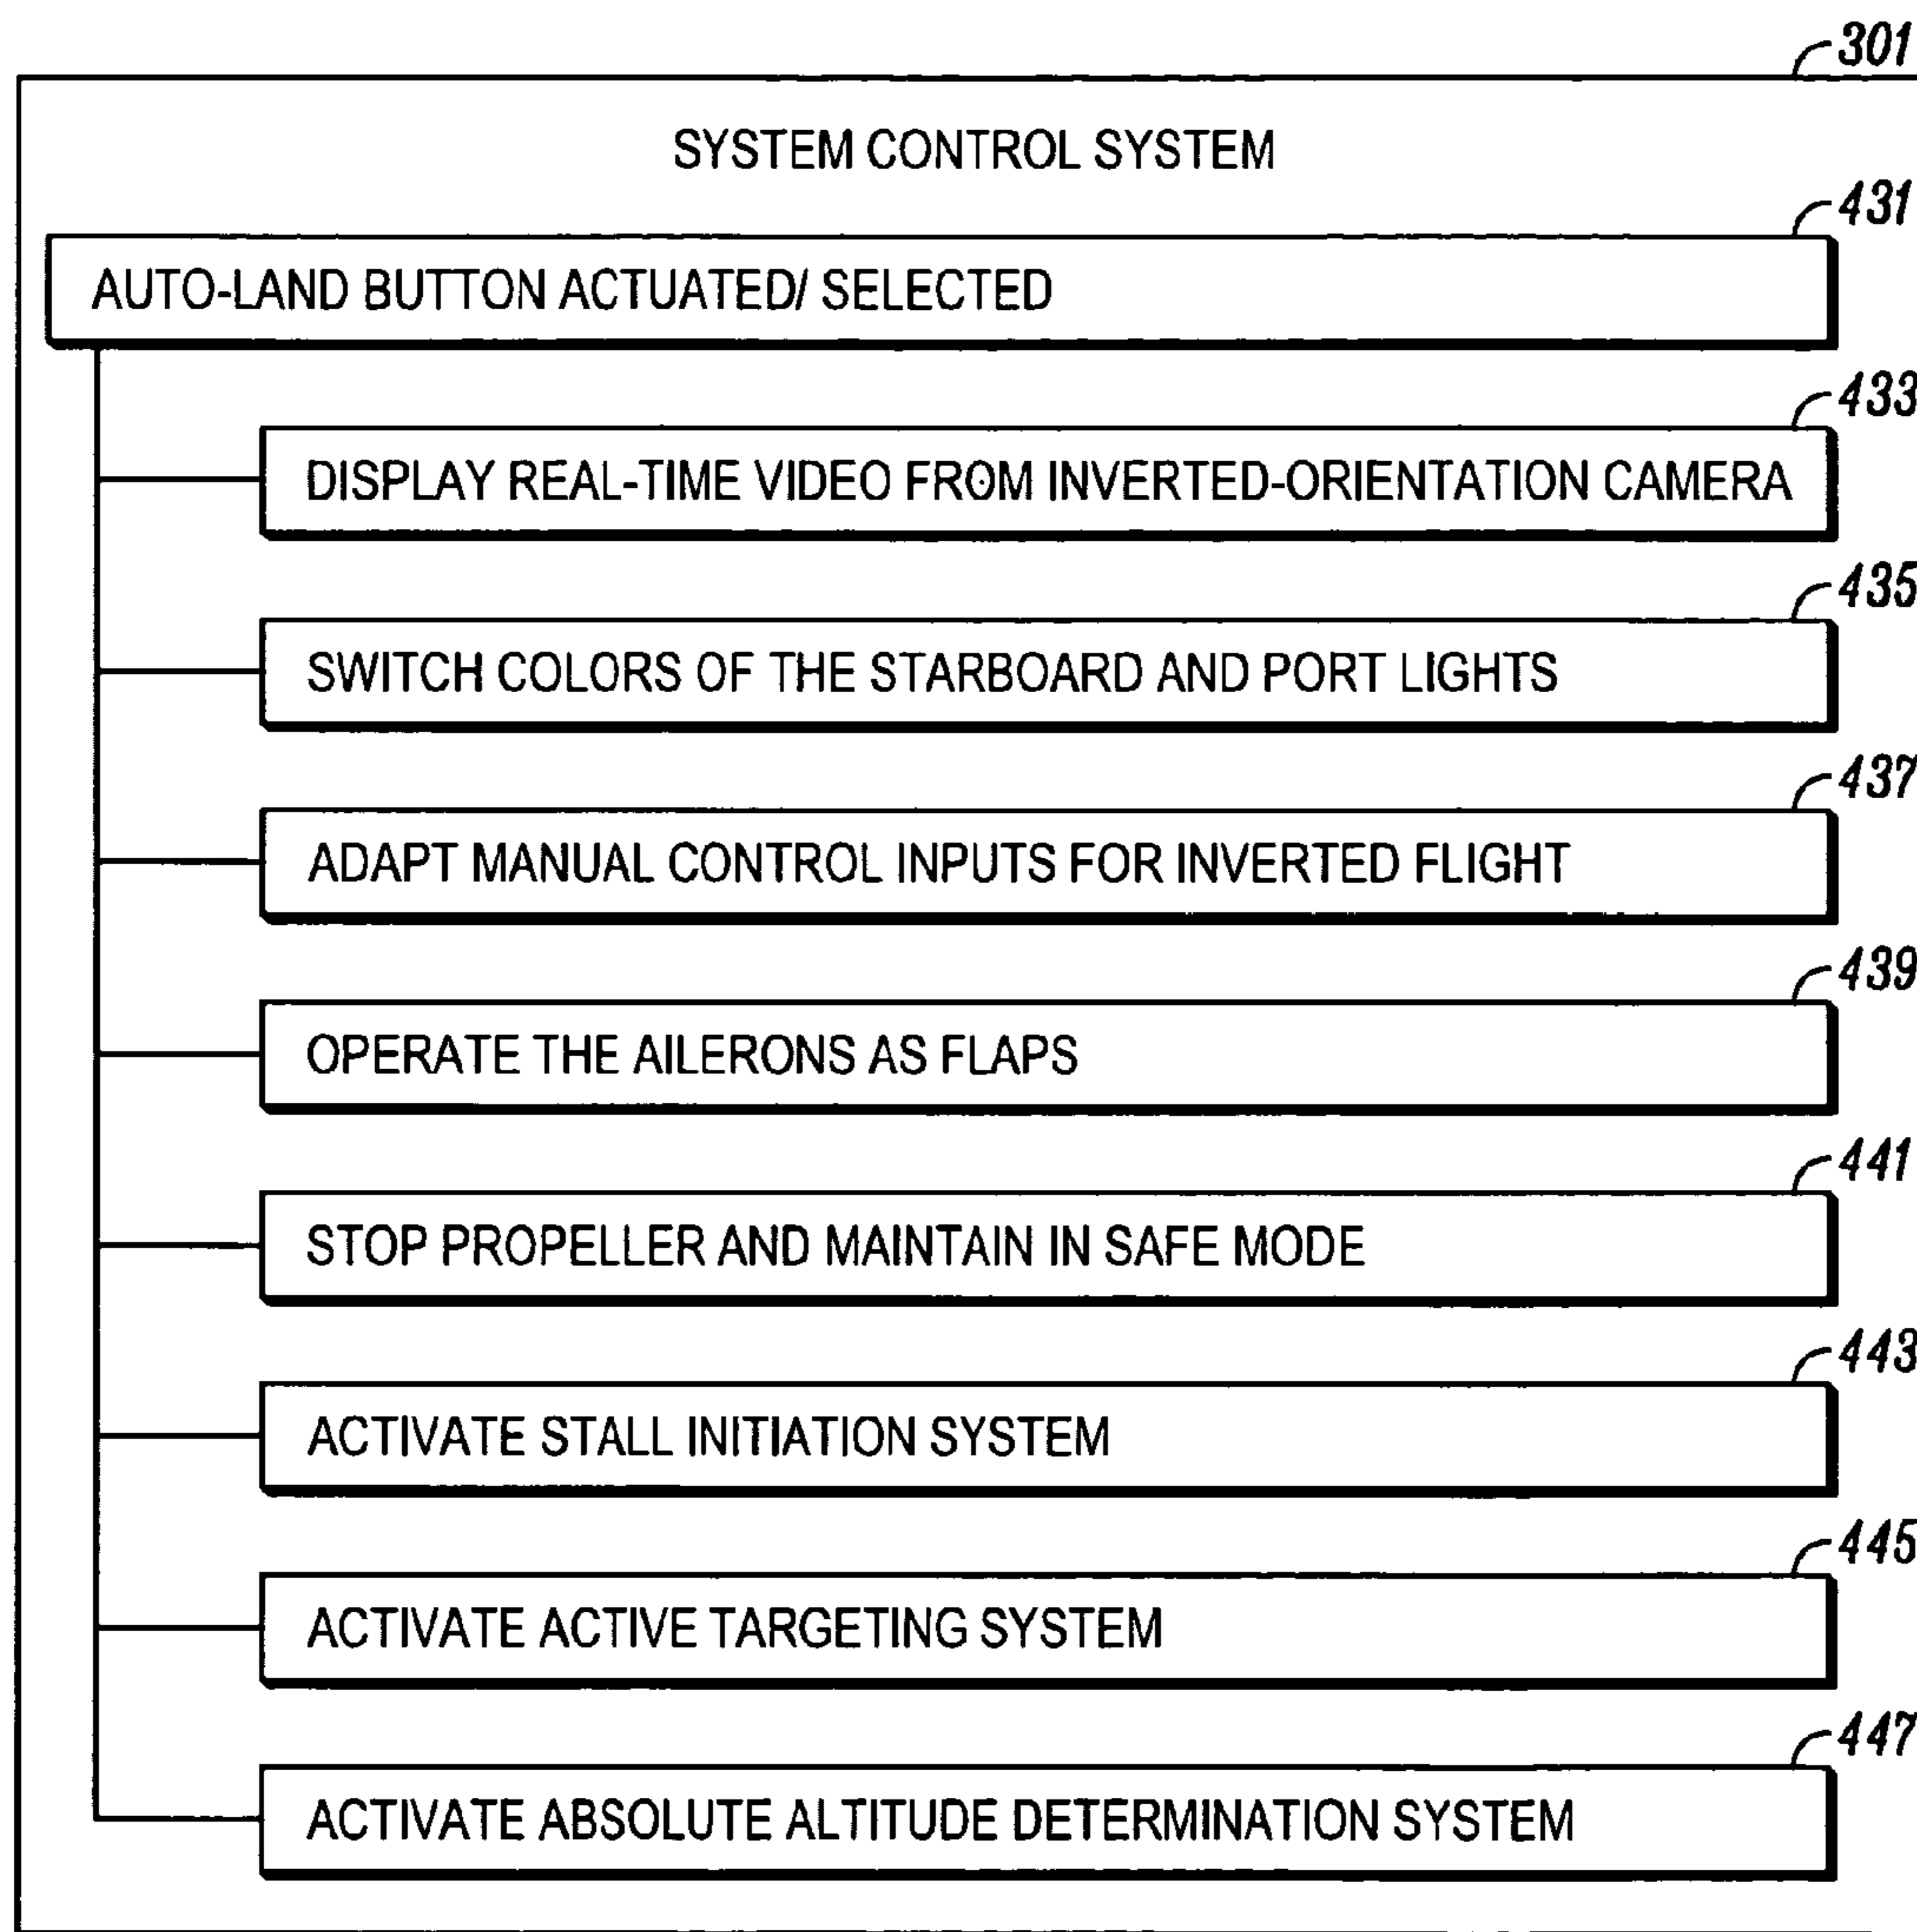 301
SYSTEM CONTROL SYSTEM
431
AUTO-LAND BUTTON ACTUATED/ SELECTED
433
DISPLAY REAL-TIME VIDEO FROM INVERTED-ORIENTATION CAMERA
435
SWITCH COLORS OF THE STARBOARD AND PORT LIGHTS
437
ADAPT MANUAL CONTROL INPUTS FOR INVERTED FLIGHT
439
OPERATE THE AILERONS AS FLAPS
441
STOP PROPELLER AND MAINTAIN IN SAFE MODE
443
ACTIVATE STALL INITIATION SYSTEM
445
ACTIVATE ACTIVE TARGETING SYSTEM
447
ACTIVATE ABSOLUTE ALTITUDE DETERMINATION SYSTEM